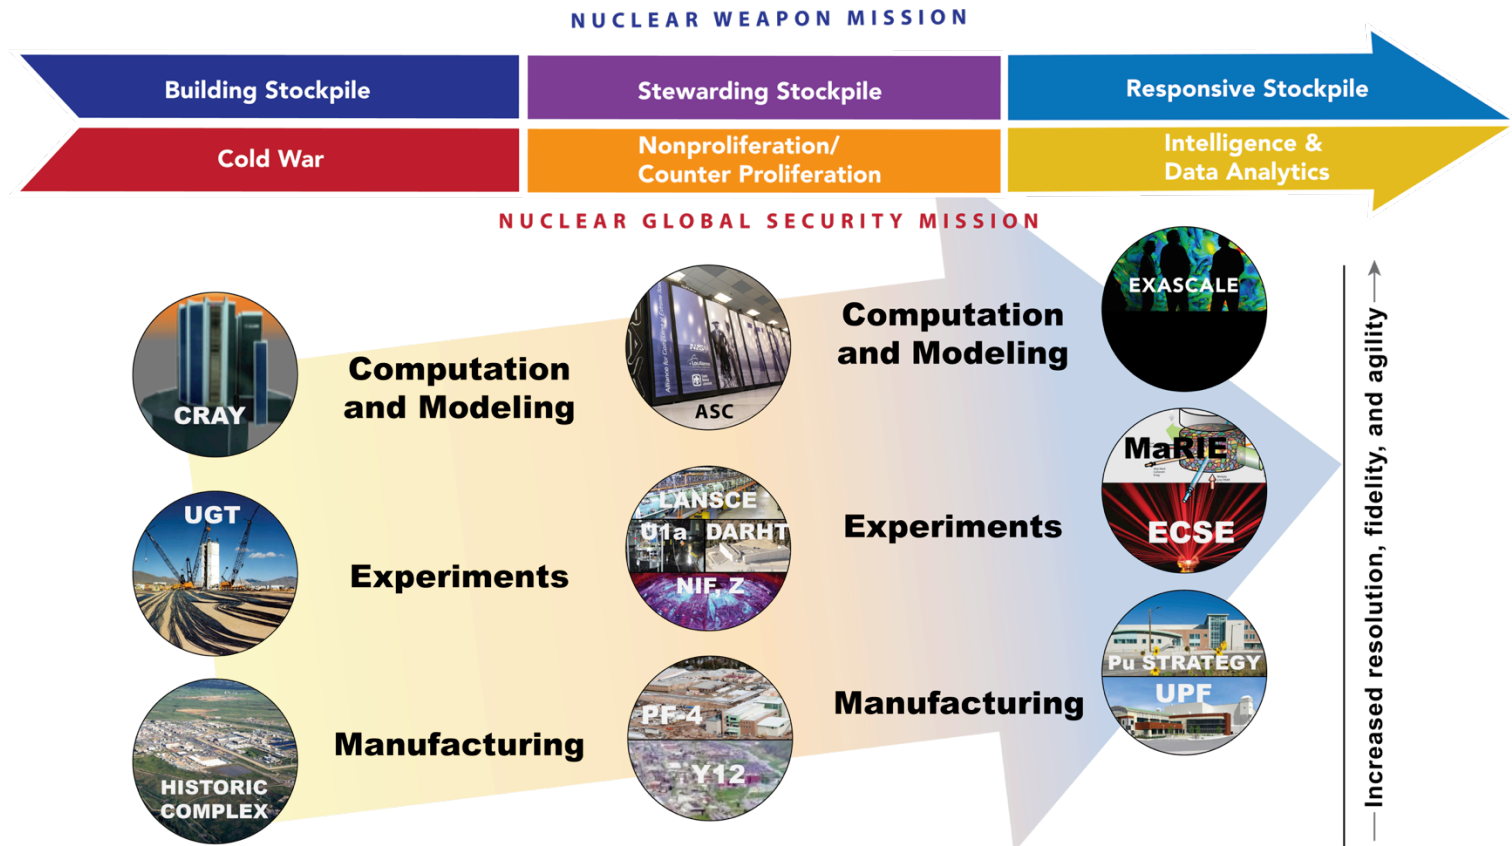 NUCLEAR WEAPON MISSION
Building Stockpile
Stewarding Stockpile
Responsive Stockpile
Cold War
Nonproliferation/
Counter Proliferation
Intelligence &
Data Analytics
NUCLEAR GLOBAL SECURITY MISSION
CRAY
Computation
and Modeling
ASC
Computation
and Modeling
EXASCALE
UGT
Experiments
LANSCE
U1a
DARHT
NIF, Z
Experiments
MaRIE
ECSE
HISTORIC
COMPLEX
Manufacturing
PF-4
Y12
Manufacturing
Pu STRATEGY
UPF
Increased resolution, fidelity, and agility